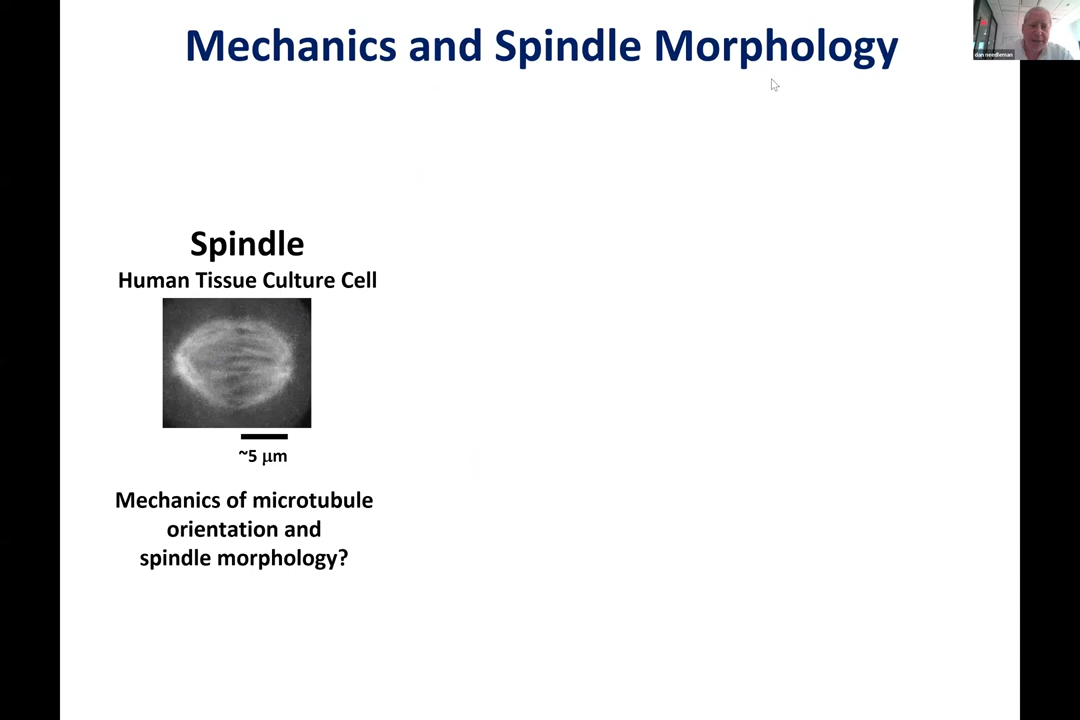 Mechanics and Spindle Morphology
dan needleman
Spindle
Human Tissue Culture Cell
~5 μm
Mechanics of microtubule
orientation and
spindle morphology?